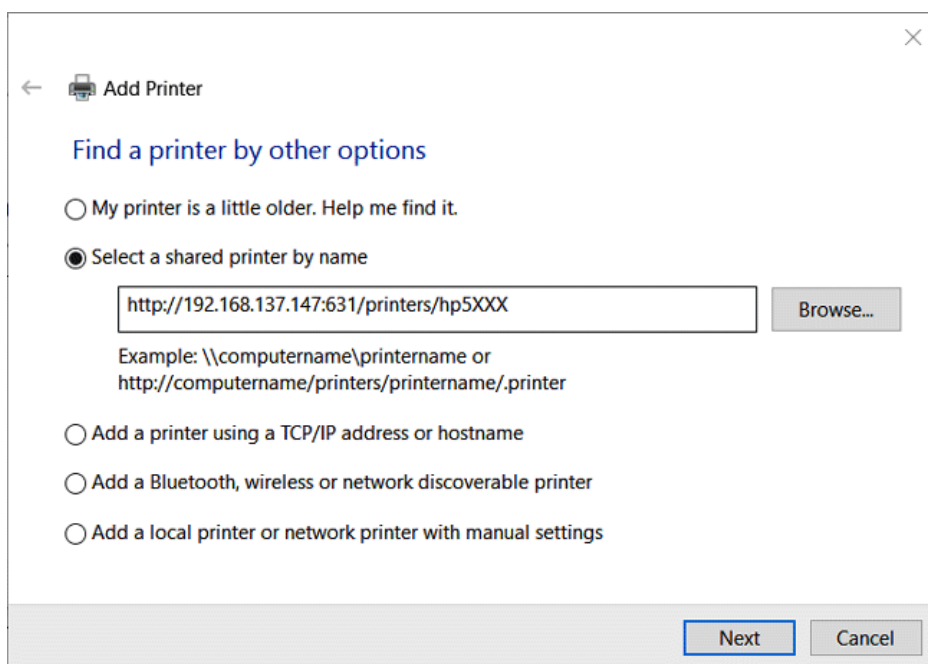 Add Printer
Find a printer by other options
My printer is a little older. Help me find it.
Select a shared printer by name
http://192.168.137.147:631/printers/hp5XXX
Browse...
Example: \\computername\printername or
http://computername/printers/printername/.printer
Add a printer using a TCP/IP address or hostname
Add a Bluetooth, wireless or network discoverable printer
Add a local printer or network printer with manual settings
Next
Cancel